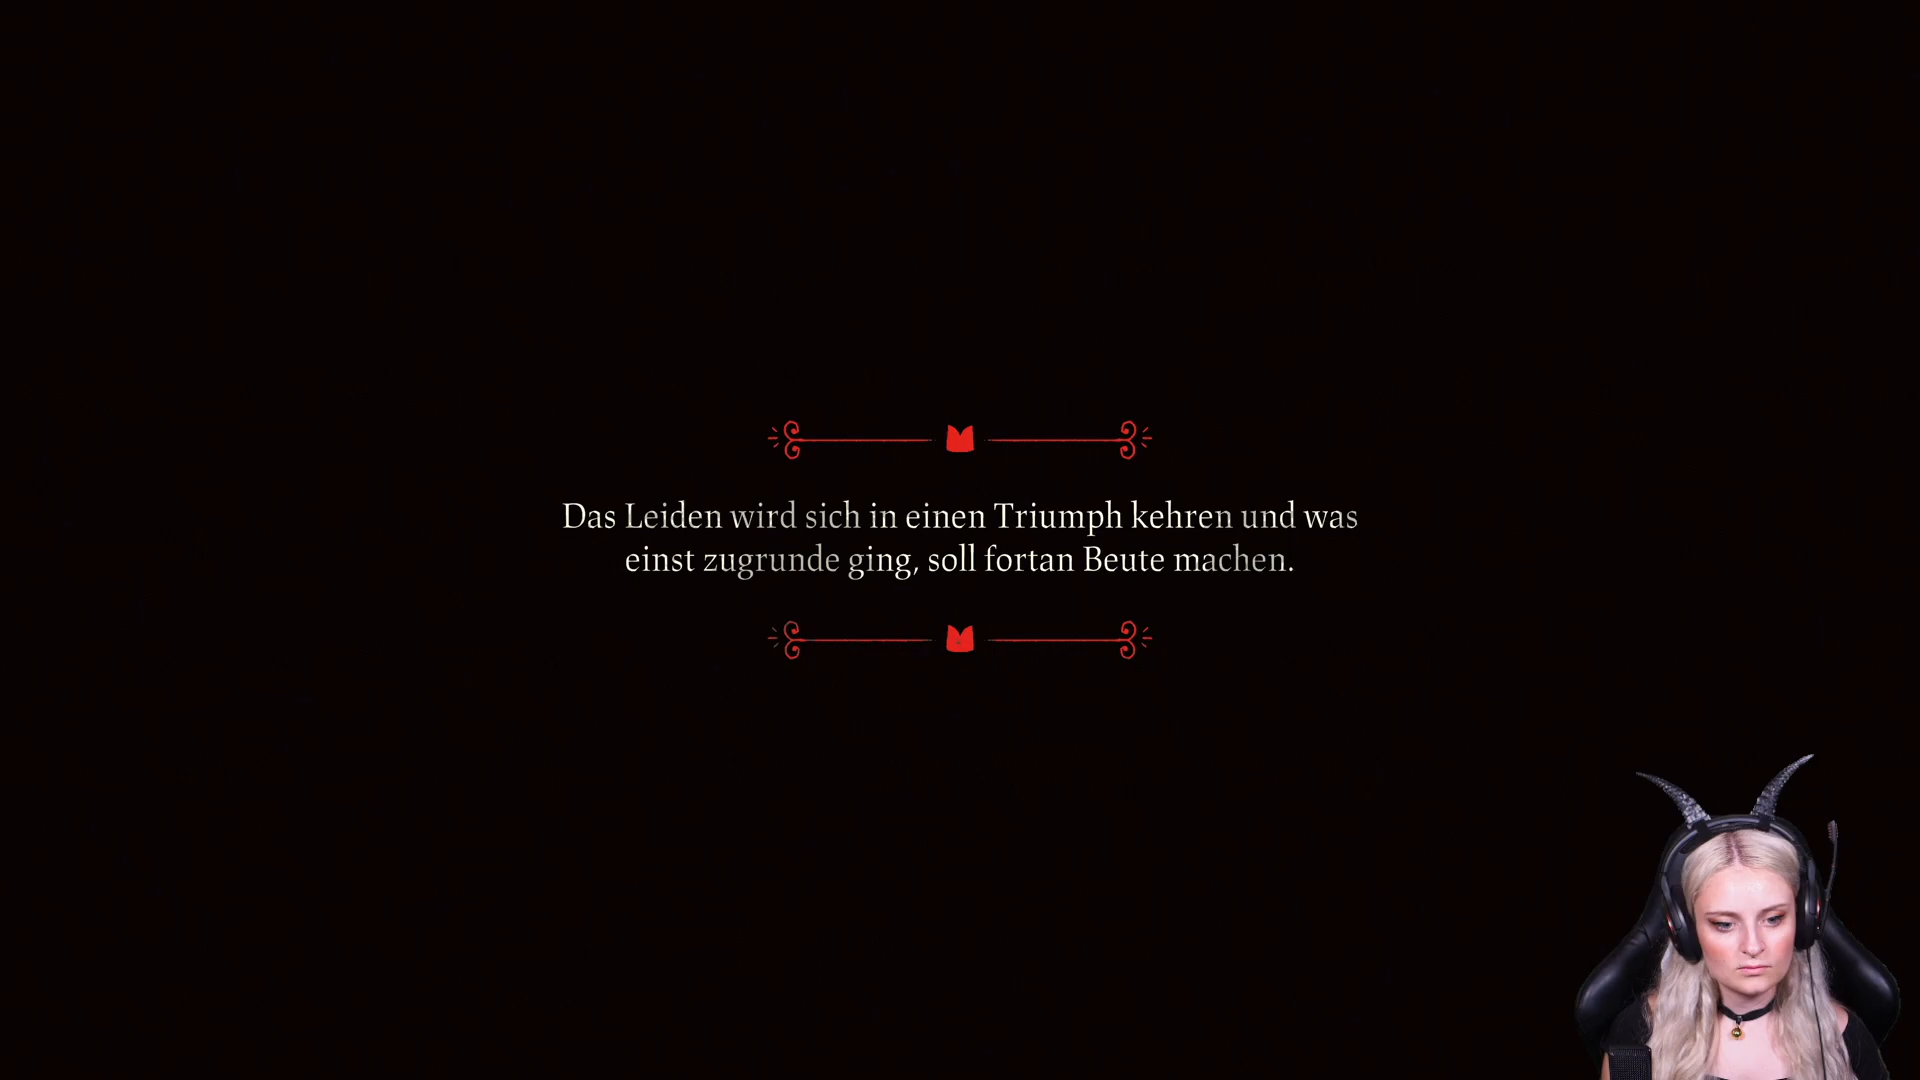 Das Leiden wird sich in einen Triumph kehren und was
einst zugrunde ging, soll fortan Beute machen.